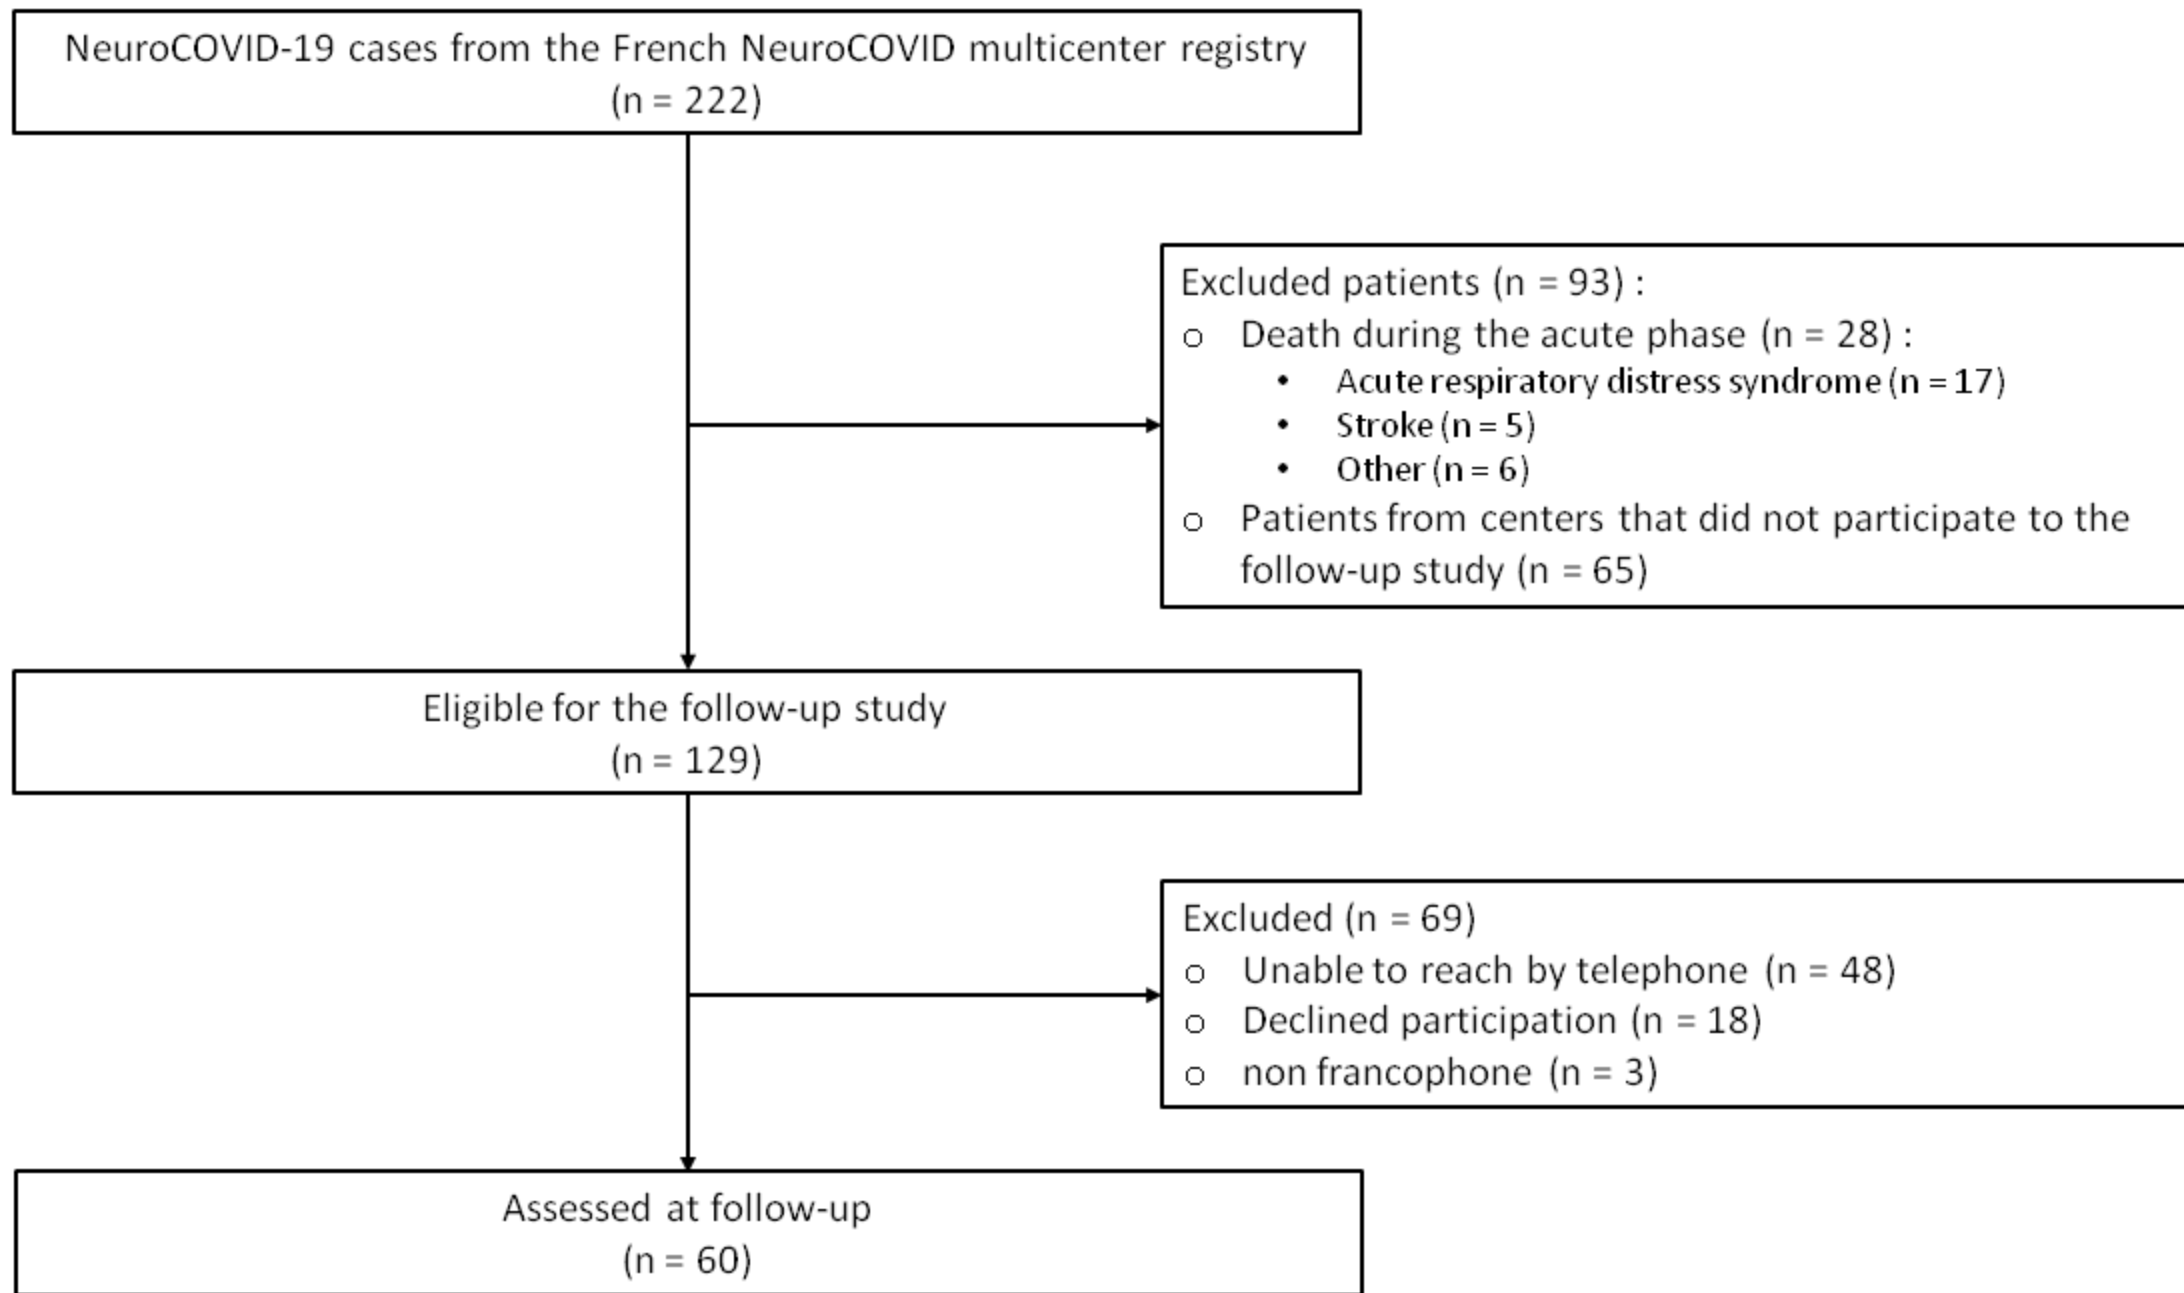 NeuroCOVID-19 cases from the French NeuroCOVID multicenter registry
(n = 222)
Excluded patients (n = 93) :
o Death during the acute phase (n = 28) :
• Acute respiratory distress syndrome (n = 17)
• Stroke (n = 5)
• Other (n = 6)
o Patients from centers that did not participate to the
follow-up study (n = 65)
Eligible for the follow-up study
(n = 129)
Excluded (n = 69)
o Unable to reach by telephone (n = 48)
o Declined participation (n = 18)
o non francophone (n = 3)
Assessed at follow-up
(n = 60)